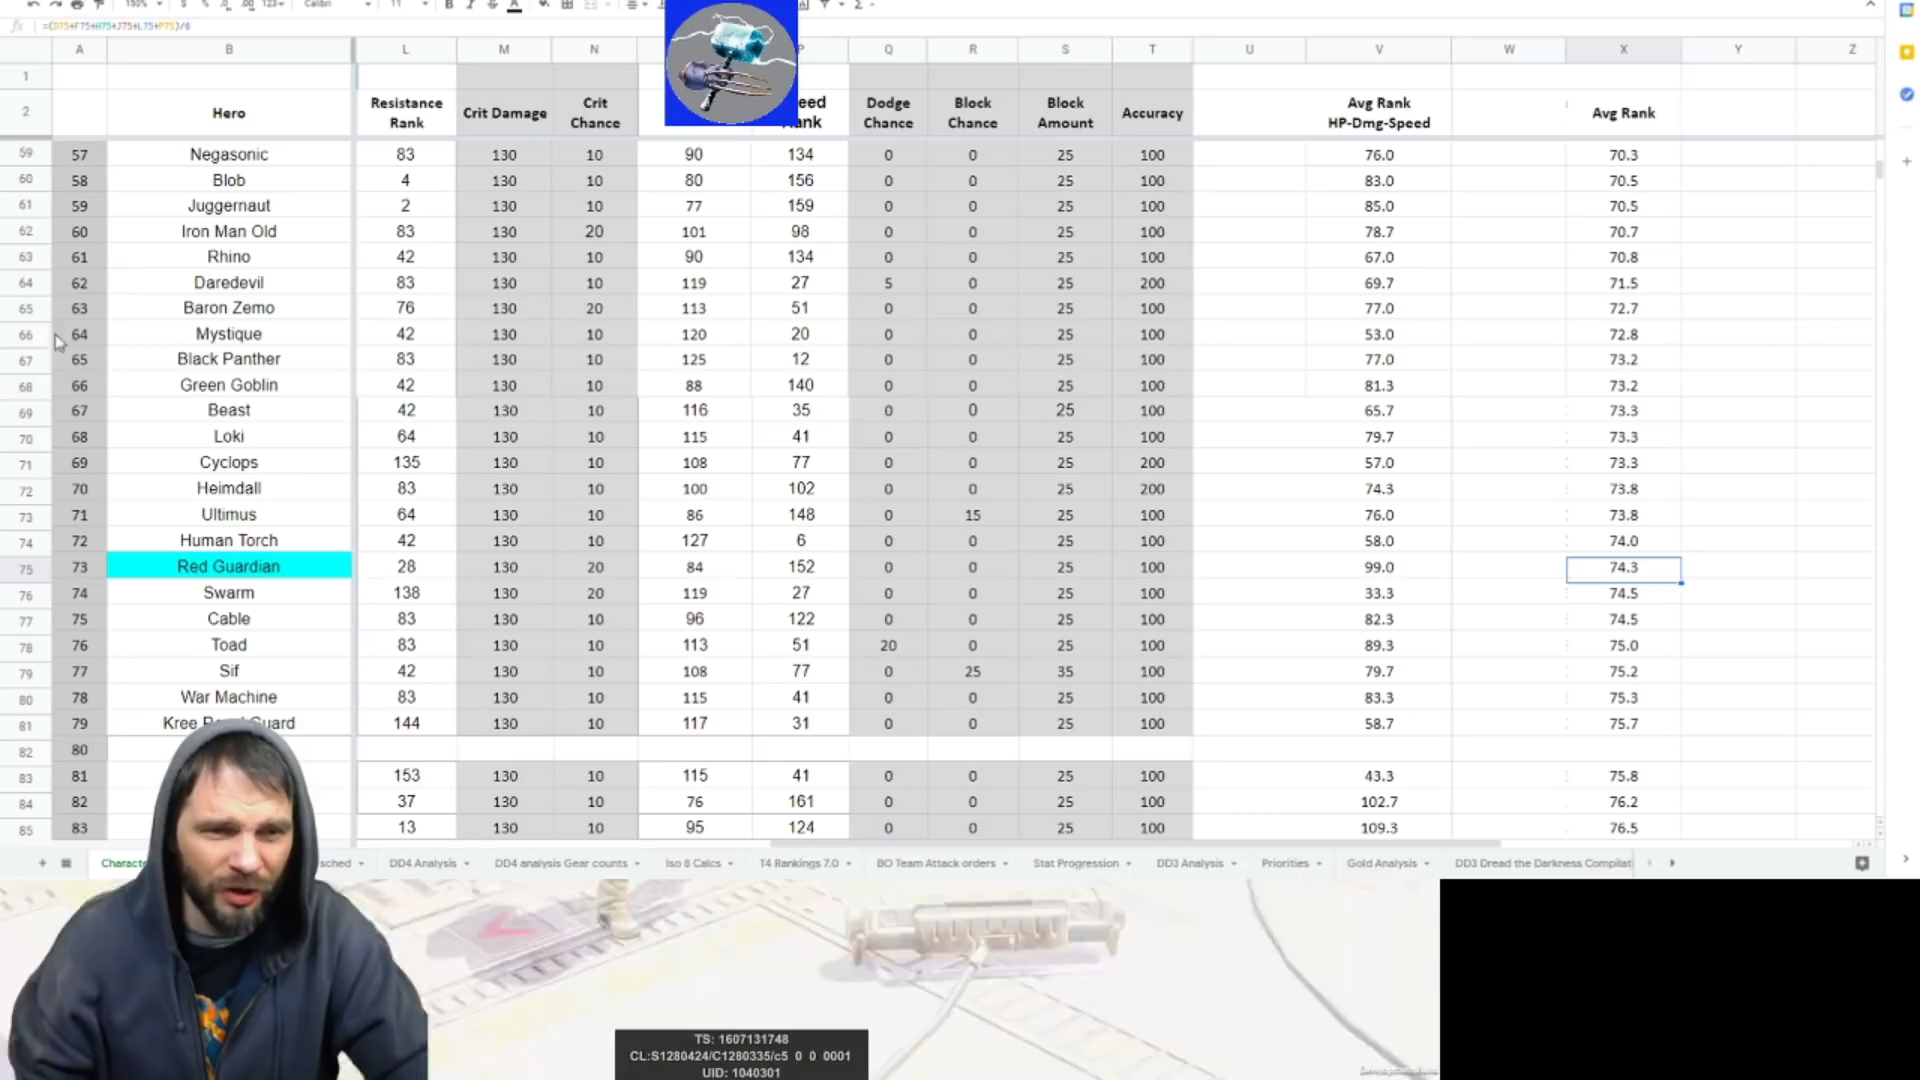 150% $ % .0 .00 123 Calibri 11 B I S A
fx =(D75+F75+H75+J75+L75+P75)/6
A B L M N P Q R S T U V W X Y Z
1
2 Hero Resistance Rank Crit Damage Crit Chance Dodge Chance Block Chance Block Amount Accuracy Avg Rank HP-Dmg-Speed Avg Rank
59 57 Negasonic 83 130 10 90 134 0 0 25 100 76.0 70.3
60 58 Blob 4 130 10 80 156 0 0 25 100 83.0 70.5
61 59 Juggernaut 2 130 10 77 159 0 0 25 100 85.0 70.5
62 60 Iron Man Old 83 130 20 101 98 0 0 25 100 78.7 70.7
63 61 Rhino 42 130 10 90 134 0 0 25 100 67.0 70.8
64 62 Daredevil 83 130 10 119 27 5 0 25 200 69.7 71.5
65 63 Baron Zemo 76 130 20 113 51 0 0 25 100 77.0 72.7
66 64 Mystique 42 130 10 120 20 0 0 25 100 53.0 72.8
67 65 Black Panther 83 130 10 125 12 0 0 25 100 77.0 73.2
68 66 Green Goblin 42 130 10 88 140 0 0 25 100 81.3 73.2
69 67 Beast 42 130 10 116 35 0 0 25 100 65.7 73.3
70 68 Loki 64 130 10 115 41 0 0 25 100 79.7 73.3
71 69 Cyclops 135 130 10 108 77 0 0 25 200 57.0 73.3
72 70 Heimdall 83 130 10 100 102 0 0 25 200 74.3 73.8
73 71 Ultimus 64 130 10 86 148 0 15 25 100 76.0 73.8
74 72 Human Torch 42 130 10 127 6 0 0 25 100 58.0 74.0
75 73 Red Guardian 28 130 20 84 152 0 0 25 100 99.0 74.3
76 74 Swarm 138 130 20 119 27 0 0 25 100 33.3 74.5
77 75 Cable 83 130 10 96 122 0 0 25 100 82.3 74.5
78 76 Toad 83 130 10 113 51 20 0 25 100 89.3 75.0
79 77 Sif 42 130 10 108 77 0 25 35 100 79.7 75.2
80 78 War Machine 83 130 10 115 41 0 0 25 100 83.3 75.3
81 79 Kree Guard 144 130 10 117 31 0 0 25 100 58.7 75.7
82 80
83 81 153 130 10 115 41 0 0 25 100 43.3 75.8
84 82 37 130 10 76 161 0 0 25 100 102.7 76.2
85 83 13 130 10 95 124 0 0 25 100 109.3 76.5
sched DD4 Analysis DD4 analysis Gear counts Iso 8 Calcs T4 Rankings 7.0 BO Team Attack orders Stat Progression DD3 Analysis Priorities Gold Analysis DD3 Dread the Darkness
TS: 1607131748
CL:S1280424/C1280335/c5 0 0 0001
UID: 1040301